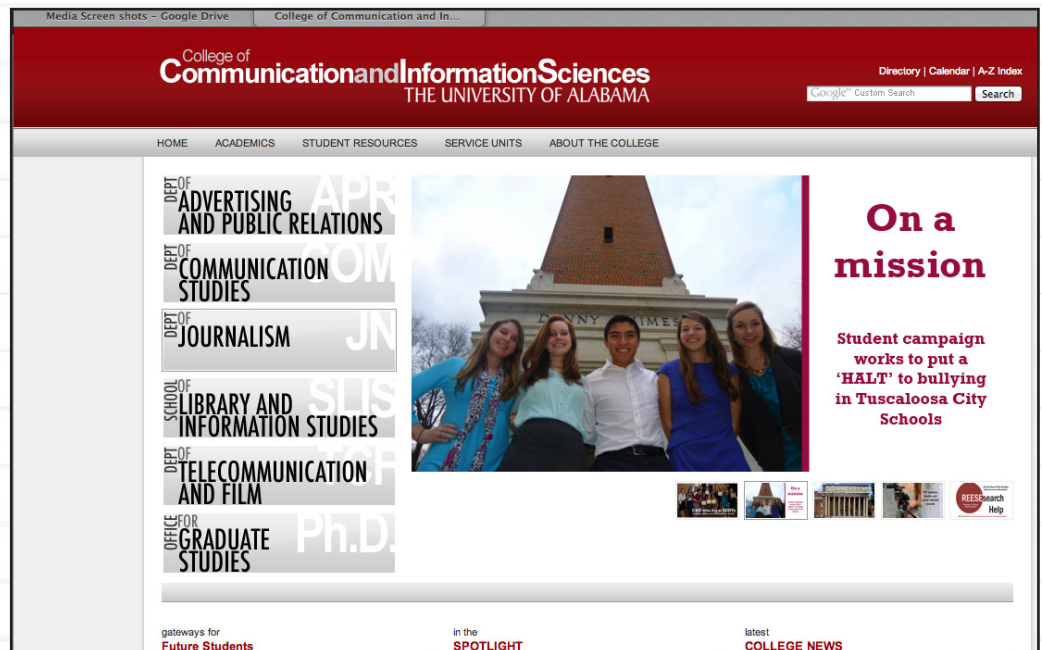 Media Screen shots – Google Drive
College of Communication and In...
College of
CommunicationandInformationSciences
THE UNIVERSITY OF ALABAMA
Directory | Calendar | A-Z Index
Google™ Custom Search
Search
HOME ACADEMICS STUDENT RESOURCES SERVICE UNITS ABOUT THE COLLEGE
DEPT OF APR
ADVERTISING
AND PUBLIC RELATIONS
DEPT OF COM
COMMUNICATION
STUDIES
DEPT OF JN
JOURNALISM
SCHOOL OF SLIS
LIBRARY AND
INFORMATION STUDIES
DEPT OF TCF
TELECOMMUNICATION
AND FILM
OFFICE FOR Ph.D.
GRADUATE
STUDIES
DENNY CHIMES
On a
mission
Student campaign
works to put a
‘HALT’ to bullying
in Tuscaloosa City
Schools
On a
mission
REESEsearch
Help
gateways for
Future Students
in the
SPOTLIGHT
latest
COLLEGE NEWS